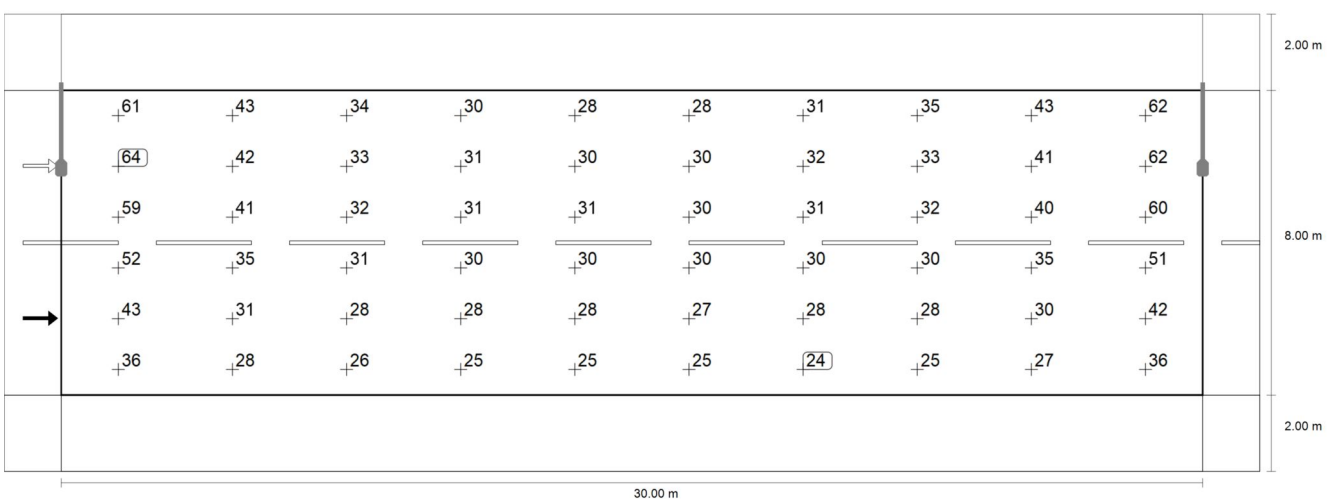 2.00 m
61 43 34 30 28 28 31 35 43 62
64 42 33 31 30 30 32 33 41 62
59 41 32 31 31 30 31 32 40 60
8.00 m
52 35 31 30 30 30 30 30 35 51
43 31 28 28 28 27 28 28 30 42
36 28 26 25 25 25 24 25 27 36
2.00 m
30.00 m